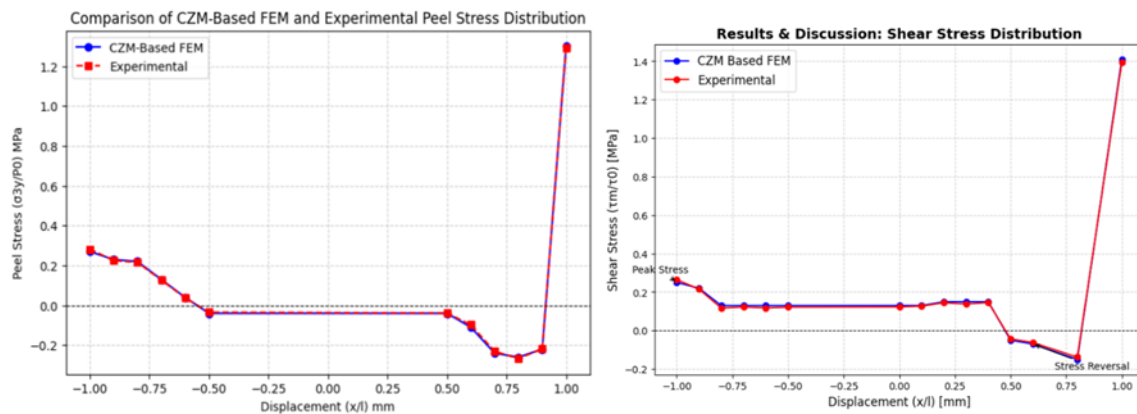 Comparison of CZM-Based FEM and Experimental Peel Stress Distribution
CZM-Based FEM
Experimental
Peel Stress (σ3y/P0) MPa
1.2
1.0
0.8
0.6
0.4
0.2
0.0
−0.2
−1.00 −0.75 −0.50 −0.25 0.00 0.25 0.50 0.75 1.00
Displacement (x/l) mm
Results & Discussion: Shear Stress Distribution
CZM Based FEM
Experimental
Shear Stress (τm/τ0) [MPa]
1.4
1.2
1.0
0.8
0.6
0.4
0.2
0.0
−0.2
Peak Stress
Stress Reversal
−1.00 −0.75 −0.50 −0.25 0.00 0.25 0.50 0.75 1.00
Displacement (x/l) [mm]